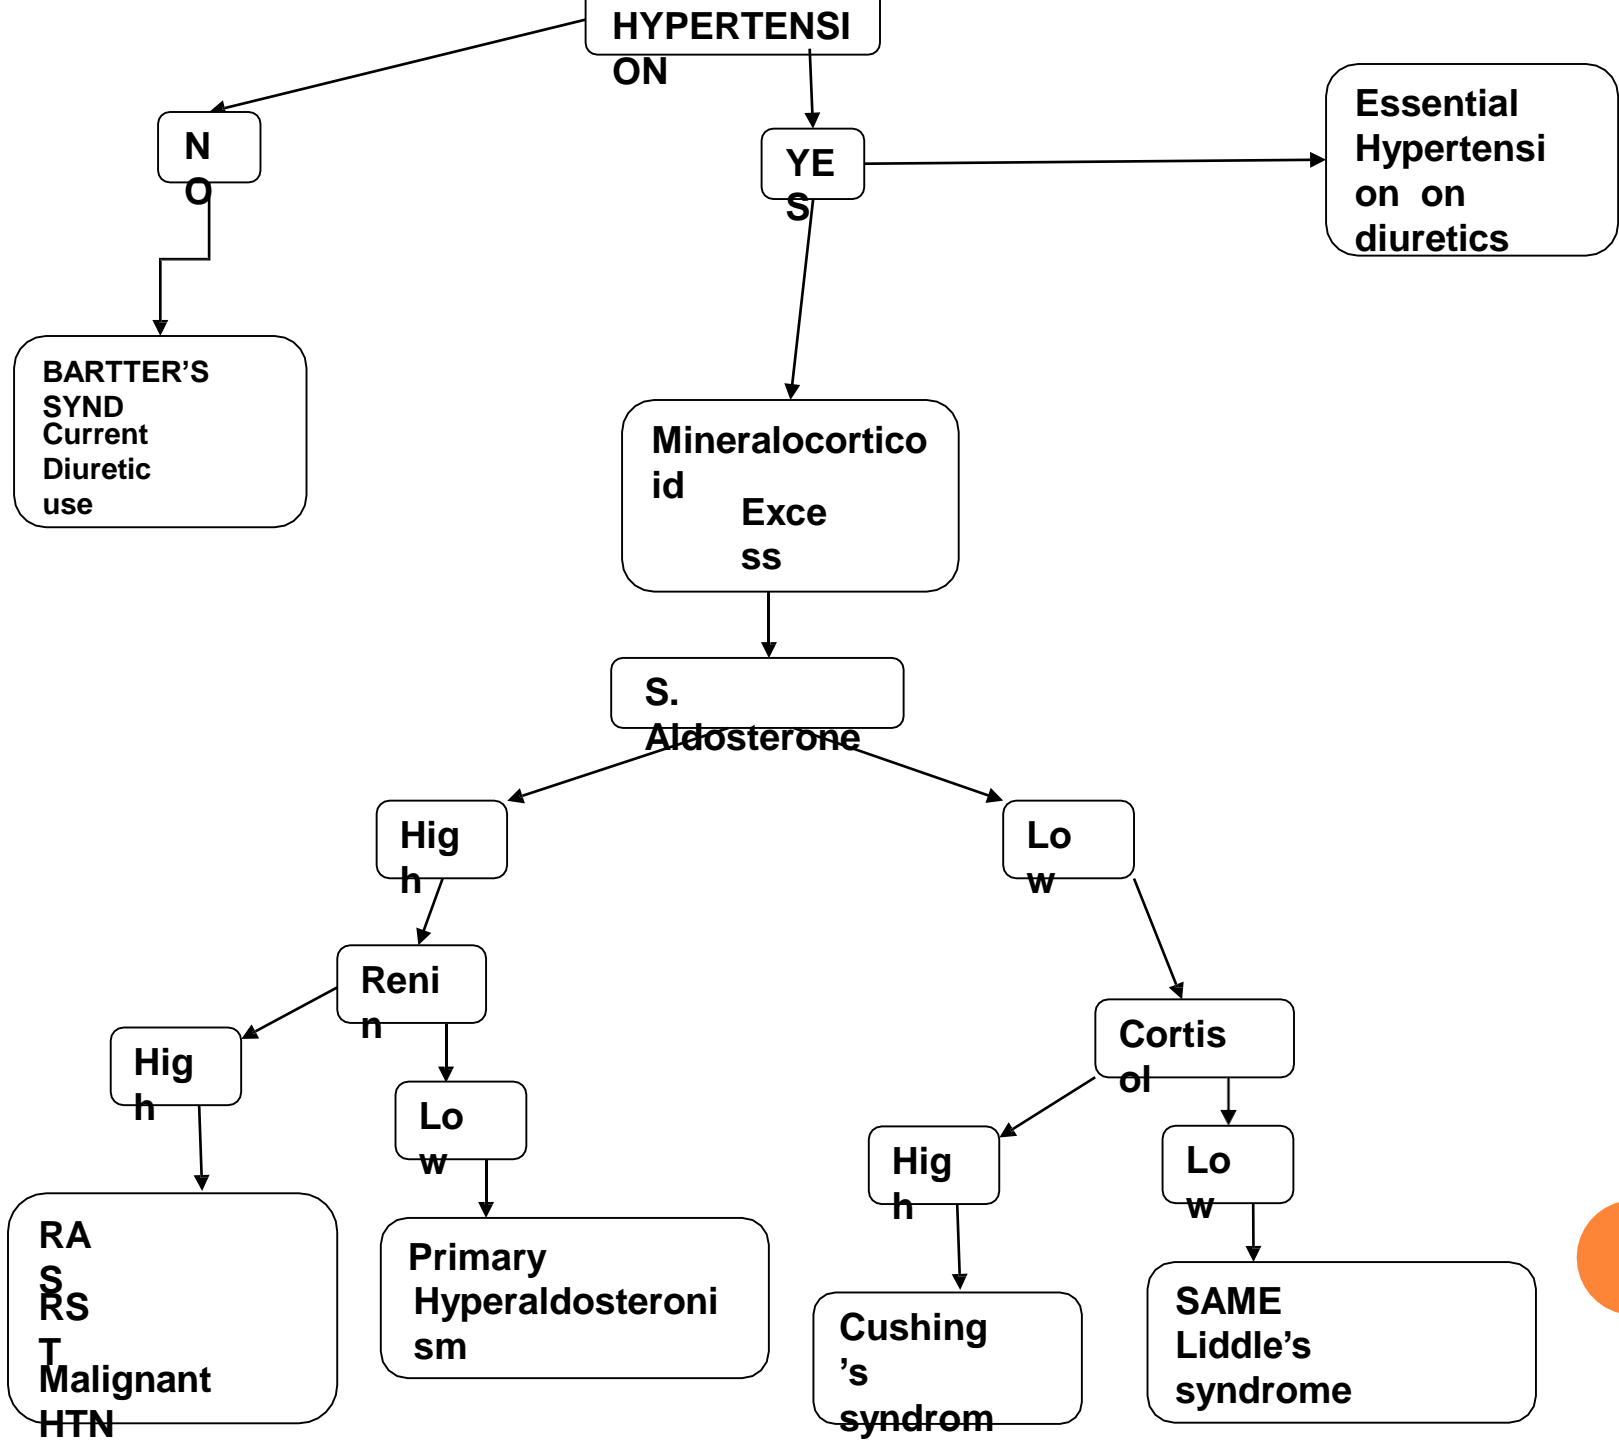 HYPERTENSI
ON
N
O
YE
S
Essential
Hypertensi
on on
diuretics
BARTTER’S
SYND
Current
Diuretic
use
Mineralocortico
id
Exce
ss
S.
Aldosterone
Hig
h
Lo
w
Reni
n
Hig
h
Lo
w
Cortis
ol
Hig
h
Lo
w
RA
S
RS
T
Malignant
HTN
Primary
Hyperaldosteroni
sm
Cushing
’s
syndrom
SAME
Liddle’s
syndrome